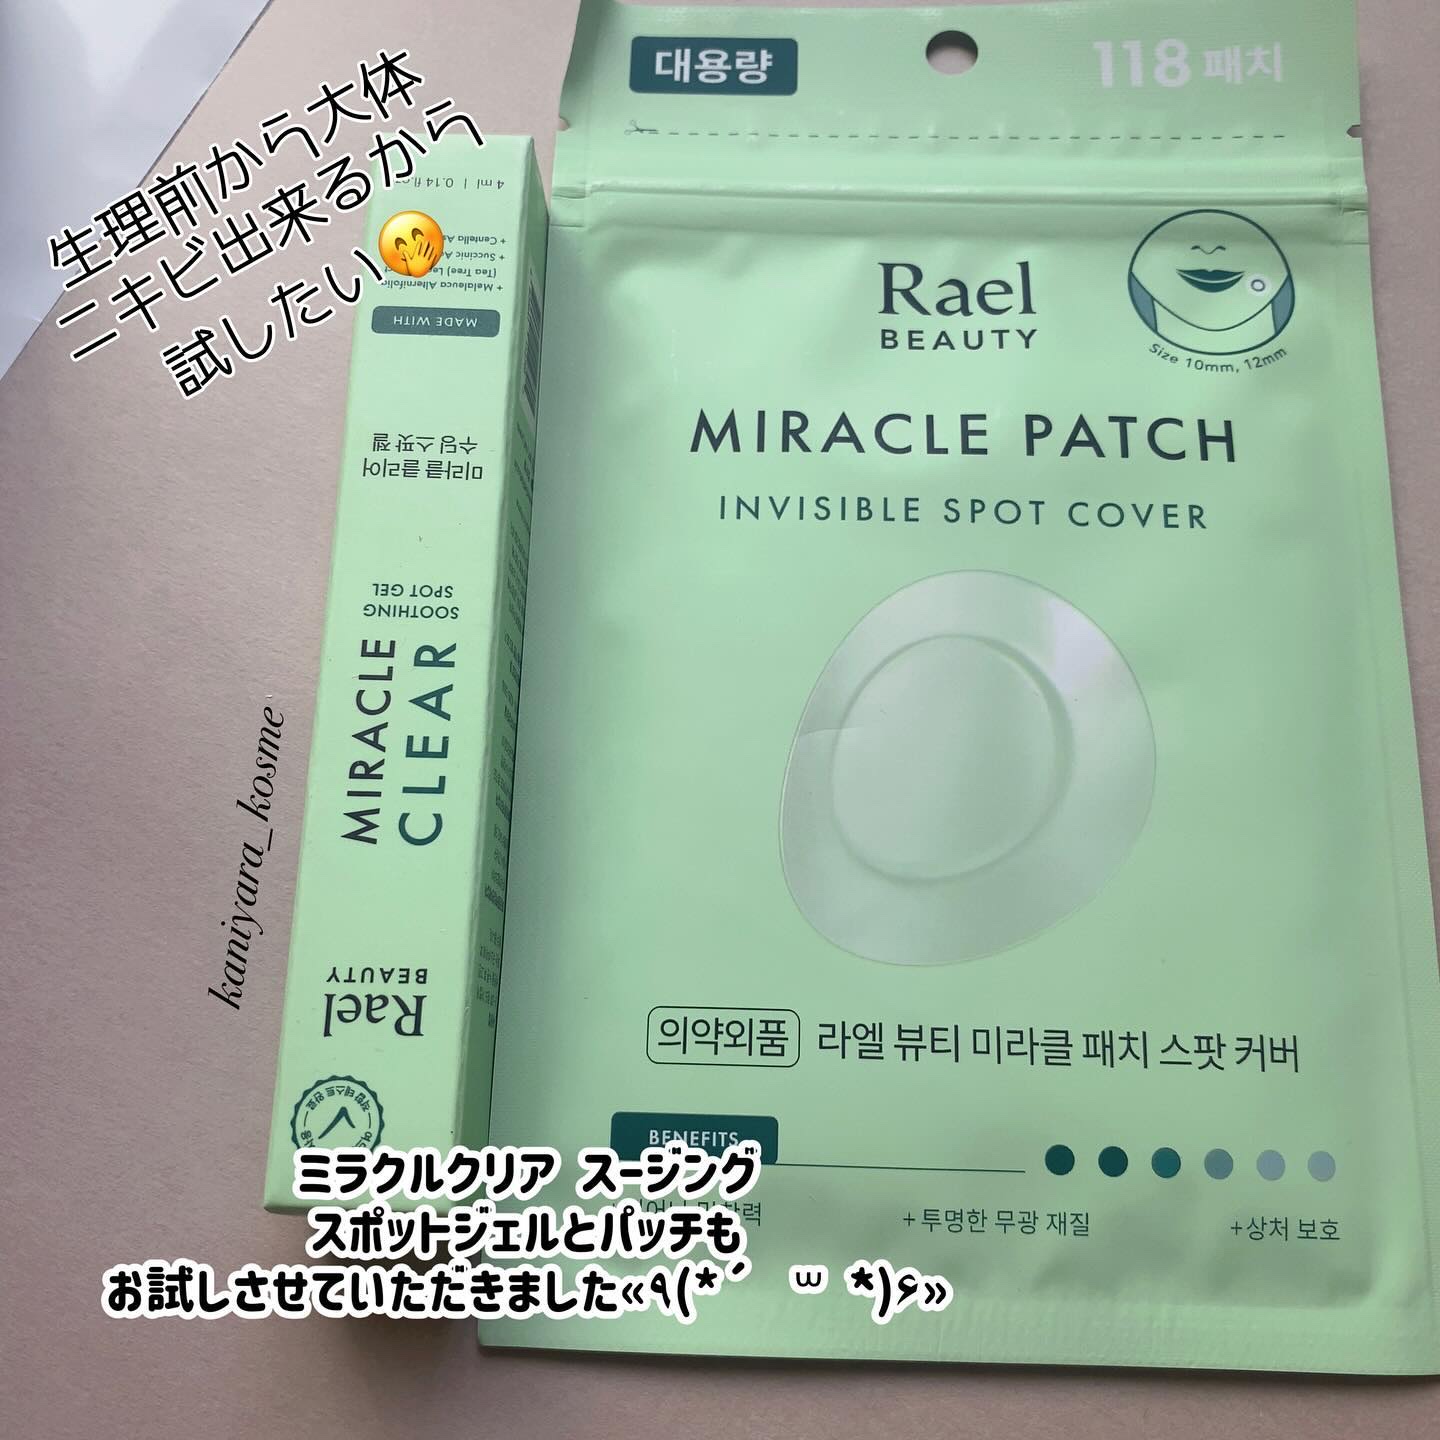 대용량
118 패치
Rael
BEAUTY
Size 10mm, 12mm
MIRACLE PATCH
INVISIBLE SPOT COVER
의약외품 라엘 뷰티 미라클 패치 스팟 커버
BENEFITS
+투명한 무광 재질
+상처 보호
生理前から大体
ニキビ出来るから
試したい🤭
4 ml | 0.14 fl.oz
MADE WITH
+ Melaleuca Alternifolia
(Tea Tree)
+ Succinic
+ Centella
미라클 클리어
수딩 스팟 젤
MIRACLE
CLEAR
SOOTHING
SPOT GEL
Rael
BEAUTY
kaniyara_kosme
ミラクルクリア スージング
スポットジェルとパッチも
お試しさせていただきました«٩(*´ ꒳ *)۶»